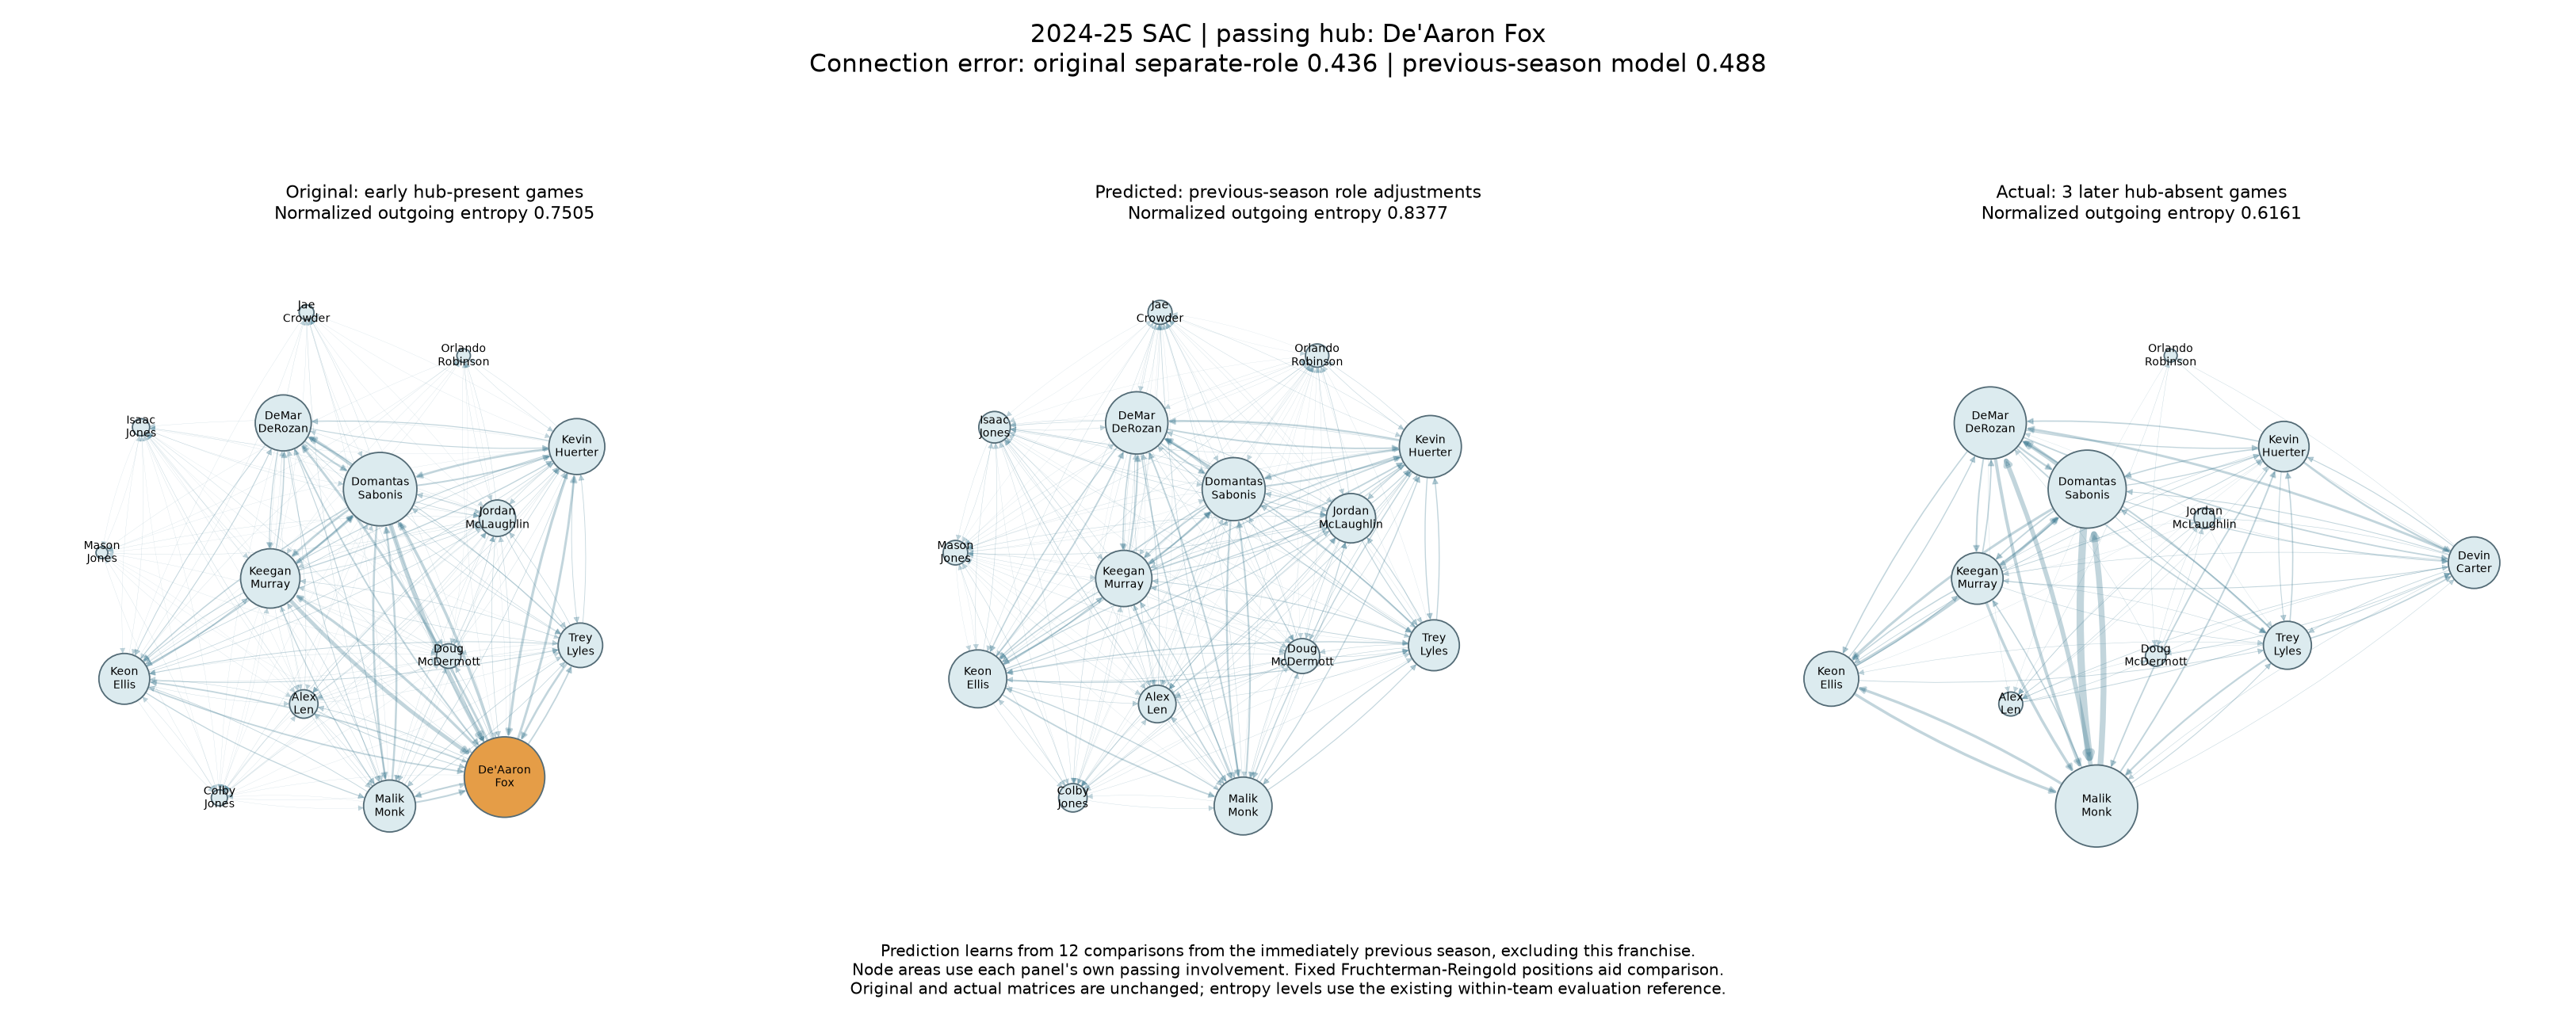 2024-25 SAC | passing hub: De'Aaron Fox
Connection error: original separate-role 0.436 | previous-season model 0.488
Original: early hub-present games
Normalized outgoing entropy 0.7505
Jae
Crowder
Orlando
Robinson
Isaac
Jones
DeMar
DeRozan
Kevin
Huerter
Domantas
Sabonis
Jordan
McLaughlin
Mason
Jones
Keegan
Murray
Trey
Lyles
Doug
McDermott
Keon
Ellis
Alex
Len
De'Aaron
Fox
Colby
Jones
Malik
Monk
Predicted: previous-season role adjustments
Normalized outgoing entropy 0.8377
Jae
Crowder
Orlando
Robinson
Isaac
Jones
DeMar
DeRozan
Kevin
Huerter
Domantas
Sabonis
Jordan
McLaughlin
Mason
Jones
Keegan
Murray
Trey
Lyles
Doug
McDermott
Keon
Ellis
Alex
Len
Colby
Jones
Malik
Monk
Actual: 3 later hub-absent games
Normalized outgoing entropy 0.6161
Orlando
Robinson
DeMar
DeRozan
Kevin
Huerter
Domantas
Sabonis
Jordan
McLaughlin
Devin
Carter
Keegan
Murray
Trey
Lyles
Doug
McDermott
Keon
Ellis
Alex
Len
Malik
Monk
Prediction learns from 12 comparisons from the immediately previous season, excluding this franchise.
Node areas use each panel's own passing involvement. Fixed Fruchterman-Reingold positions aid comparison.
Original and actual matrices are unchanged; entropy levels use the existing within-team evaluation reference.